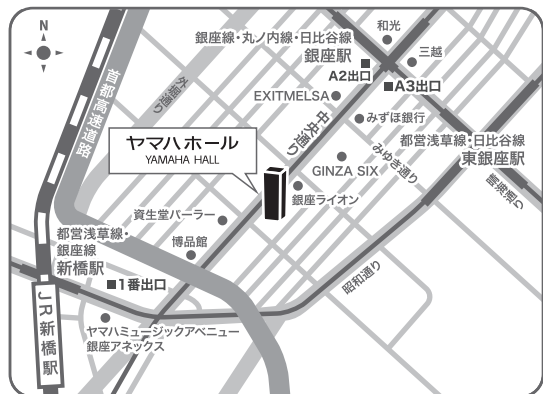 N
和光
銀座線・丸ノ内線・日比谷線
銀座駅
三越
A2出口
A3出口
外堀通り
EXITMELSA
中央通り
みずほ銀行
首都高速道路
ヤマハホール
YAMAHA HALL
都営浅草線・日比谷線
東銀座駅
みゆき通り
GINZA SIX
晴海通り
銀座ライオン
資生堂パーラー
都営浅草線・
銀座線
新橋駅
博品館
昭和通り
1番出口
JR新橋駅
ヤマハミュージックアベニュー
銀座アネックス